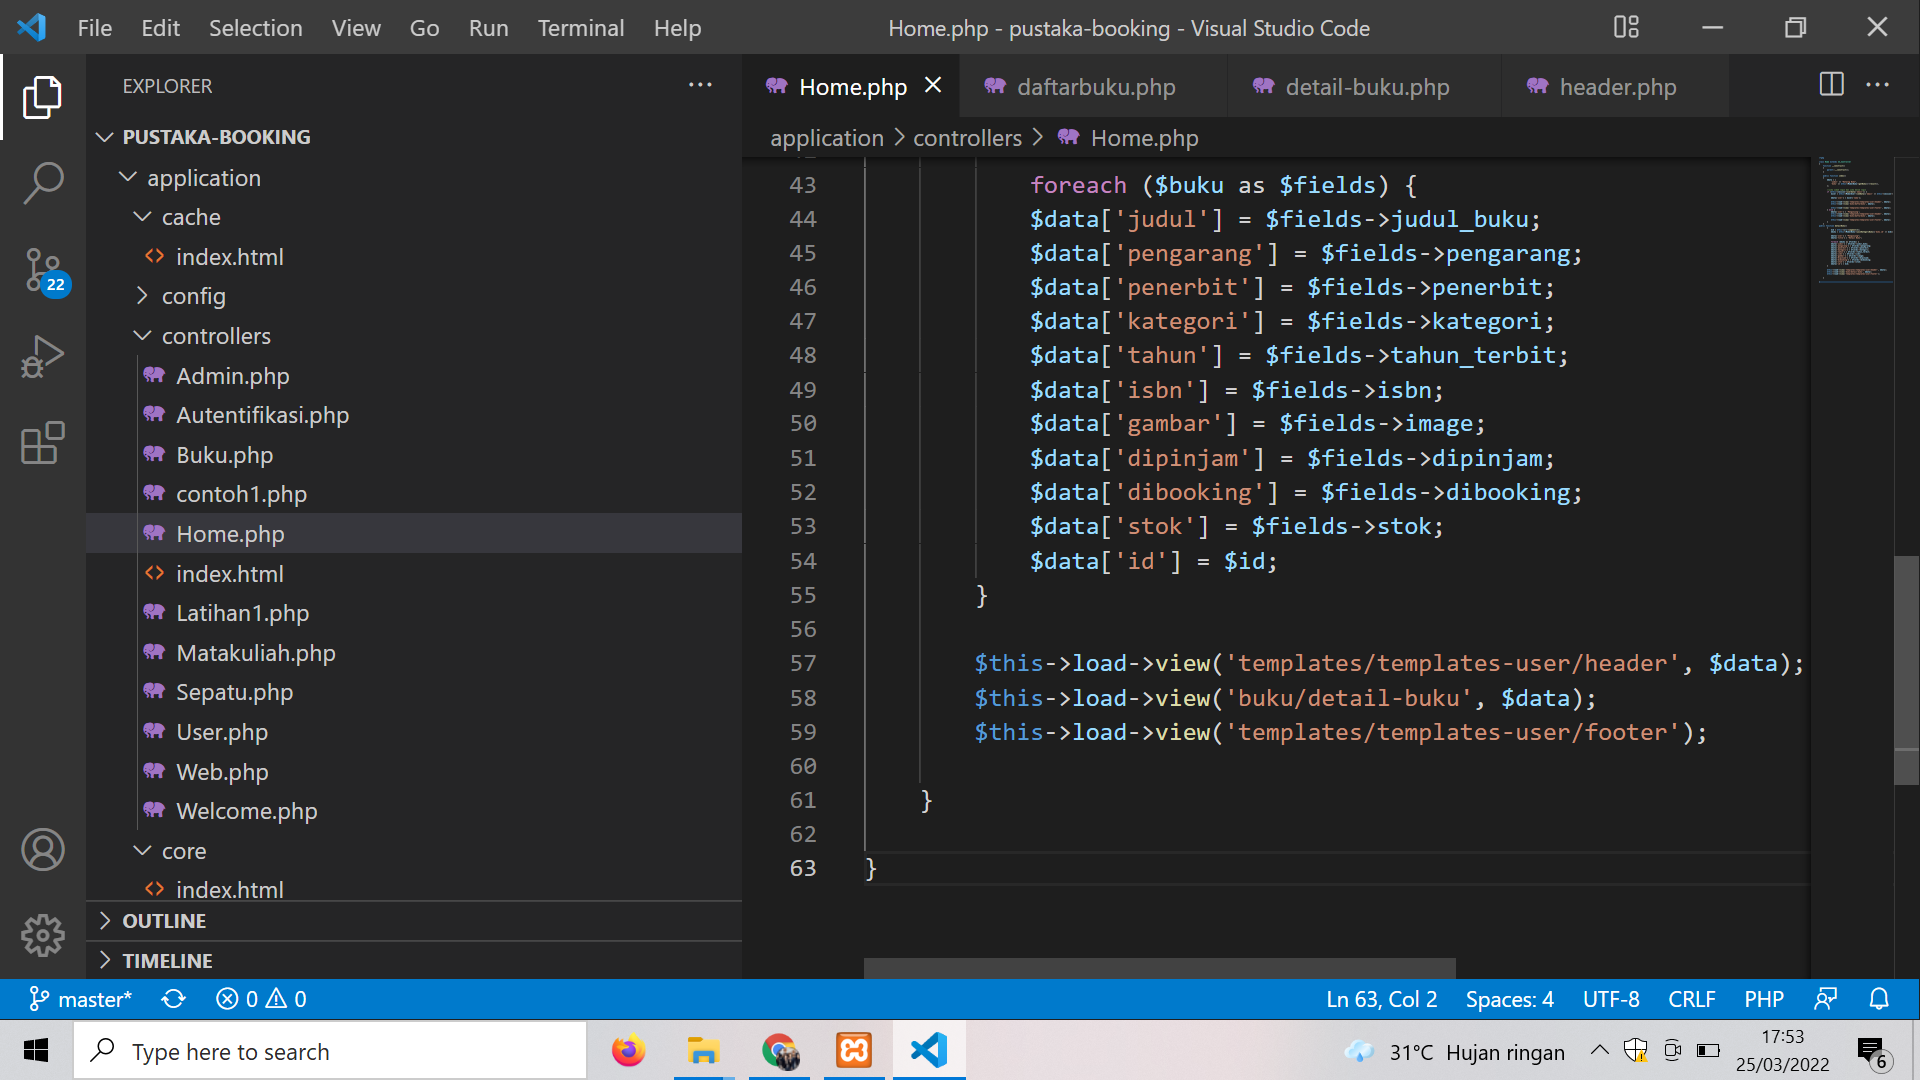 File Edit Selection View Go Run Terminal Help
Home.php - pustaka-booking - Visual Studio Code
EXPLORER
PUSTAKA-BOOKING
application
cache
index.html
config
controllers
Admin.php
Autentifikasi.php
Buku.php
contoh1.php
Home.php
index.html
Latihan1.php
Matakuliah.php
Sepatu.php
User.php
Web.php
Welcome.php
core
index.html
OUTLINE
TIMELINE
22
Home.php daftarbuku.php detail-buku.php header.php
application > controllers > Home.php
43 foreach ($buku as $fields) {
44 $data['judul'] = $fields->judul_buku;
45 $data['pengarang'] = $fields->pengarang;
46 $data['penerbit'] = $fields->penerbit;
47 $data['kategori'] = $fields->kategori;
48 $data['tahun'] = $fields->tahun_terbit;
49 $data['isbn'] = $fields->isbn;
50 $data['gambar'] = $fields->image;
51 $data['dipinjam'] = $fields->dipinjam;
52 $data['dibooking'] = $fields->dibooking;
53 $data['stok'] = $fields->stok;
54 $data['id'] = $id;
55 }
56
57 $this->load->view('templates/templates-user/header', $data);
58 $this->load->view('buku/detail-buku', $data);
59 $this->load->view('templates/templates-user/footer');
60
61 }
62
63 }
master* 0 0
Ln 63, Col 2 Spaces: 4 UTF-8 CRLF PHP
Type here to search
31°C Hujan ringan
17:53
25/03/2022
6